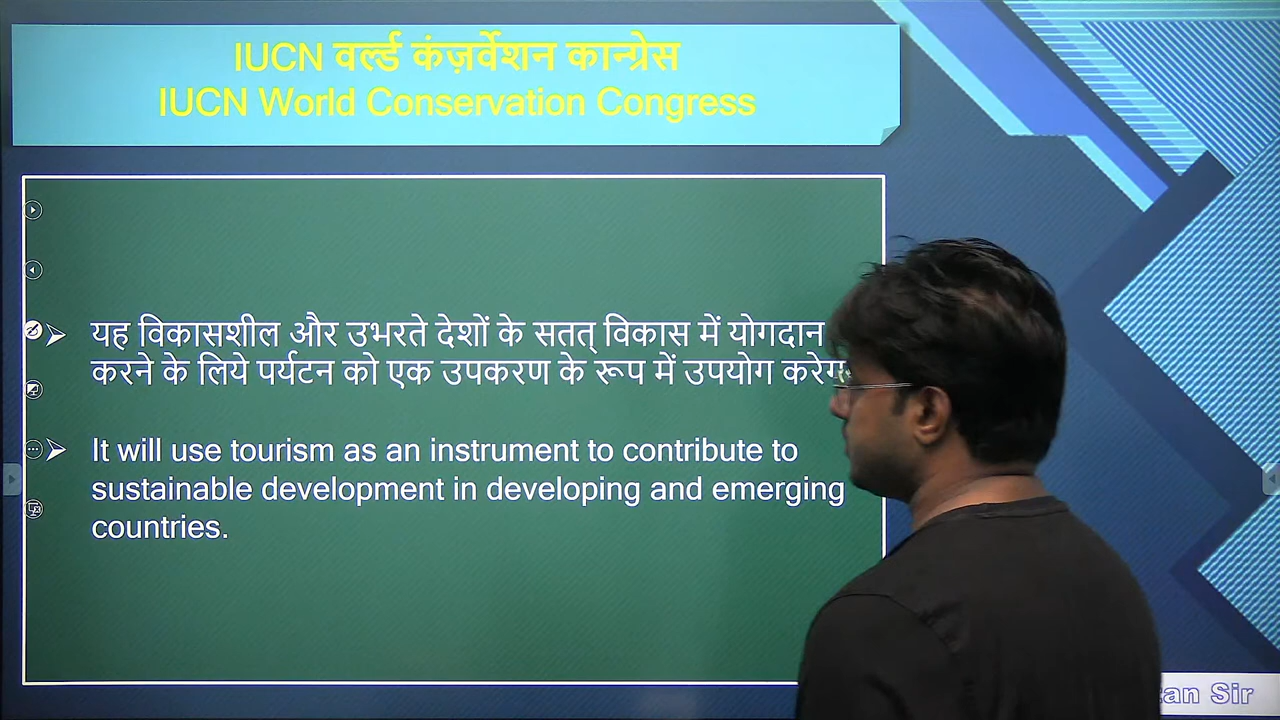 IUCN वर्ल्ड कंज़र्वेशन कान्ग्रेस
IUCN World Conservation Congress
यह विकासशील और उभरते देशों के सतत् विकास में योगदान
करने के लिये पर्यटन को एक उपकरण के रूप में उपयोग
It will use tourism as an instrument to contribute to
sustainable development in developing and emerging
countries.
Sir